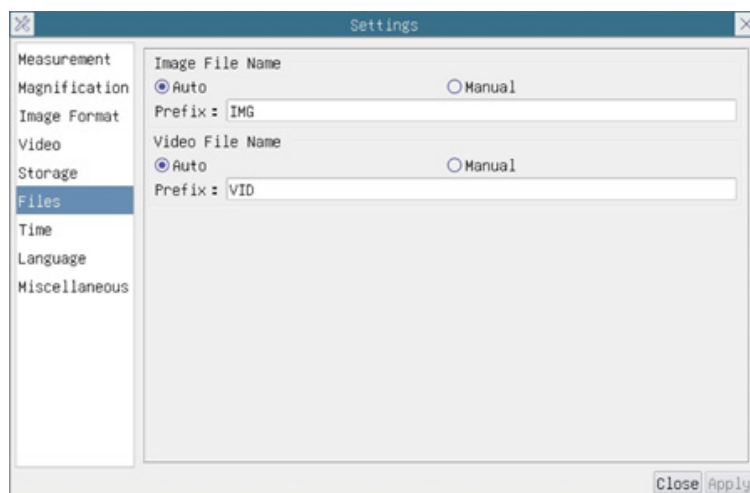 Settings
Measurement
Magnification
Image Format
Video
Storage
Files
Time
Language
Miscellaneous
Image File Name
Auto Manual
Prefix: IMG
Video File Name
Auto Manual
Prefix: VID
Close Apply